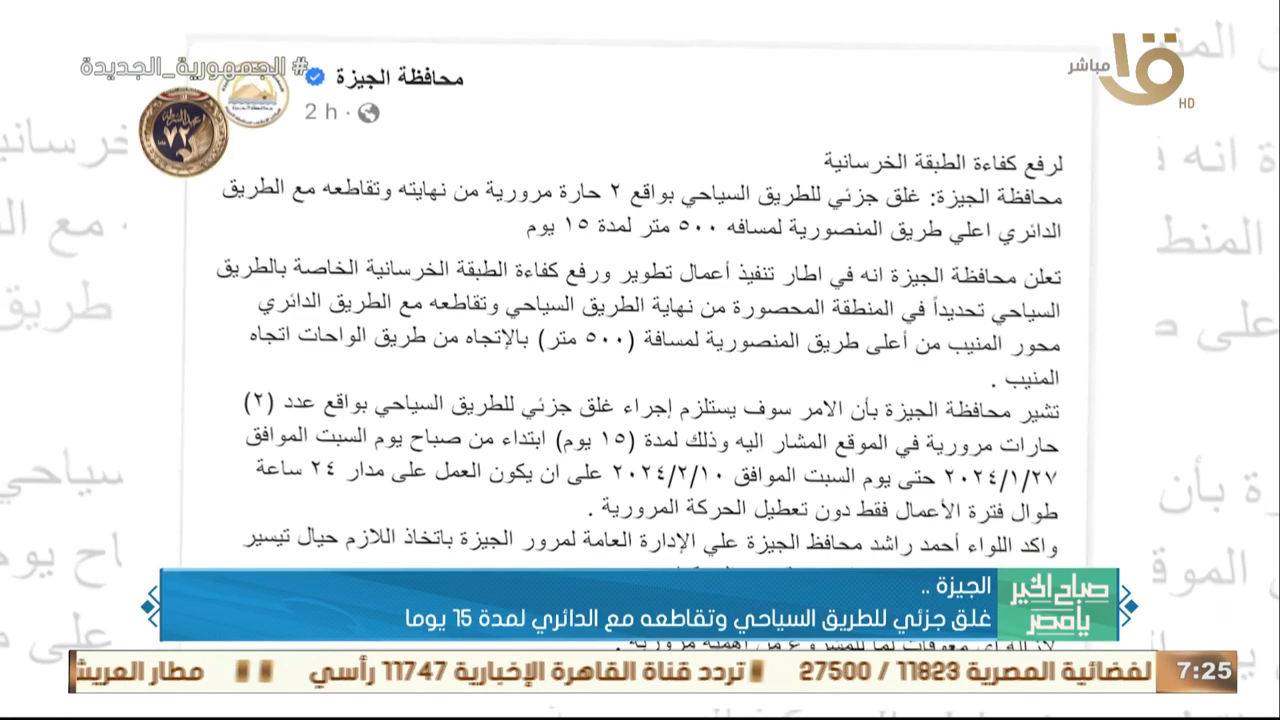 # الجمهورية_الجديدة
محافظة الجيزة
2 h ·
مباشر
HD
عيد الشرطة
٧٢
لرفع كفاءة الطبقة الخرسانية
محافظة الجيزة: غلق جزئي للطريق السياحي بواقع ٢ حارة مرورية من نهايته وتقاطعه مع الطريق
الدائري اعلي طريق المنصورية لمسافه ٥٠٠ متر لمدة ١٥ يوم
تعلن محافظة الجيزة انه في اطار تنفيذ أعمال تطوير ورفع كفاءة الطبقة الخرسانية الخاصة بالطريق
السياحي تحديداً في المنطقة المحصورة من نهاية الطريق السياحي وتقاطعه مع الطريق الدائري
محور المنيب من أعلى طريق المنصورية لمسافة (٥٠٠ متر) بالإتجاه من طريق الواحات اتجاه
المنيب .
تشير محافظة الجيزة بأن الامر سوف يستلزم إجراء غلق جزئي للطريق السياحي بواقع عدد (٢)
حارات مرورية في الموقع المشار اليه وذلك لمدة (١٥ يوم) ابتداء من صباح يوم السبت الموافق
٢٠٢٤/١/٢٧ حتى يوم السبت الموافق ٢٠٢٤/٢/١٠ على ان يكون العمل على مدار ٢٤ ساعة
طوال فترة الأعمال فقط دون تعطيل الحركة المرورية .
واكد اللواء أحمد راشد محافظ الجيزة علي الإدارة العامة لمرور الجيزة باتخاذ اللازم حيال تيسير
صباح الخير
يا مصر
الجيزة ..
غلق جزئي للطريق السياحي وتقاطعه مع الدائري لمدة 15 يوما
7:25
لفضائية المصرية 11823 / 27500
تردد قناة القاهرة الإخبارية 11747 رأسي
مطار العريش